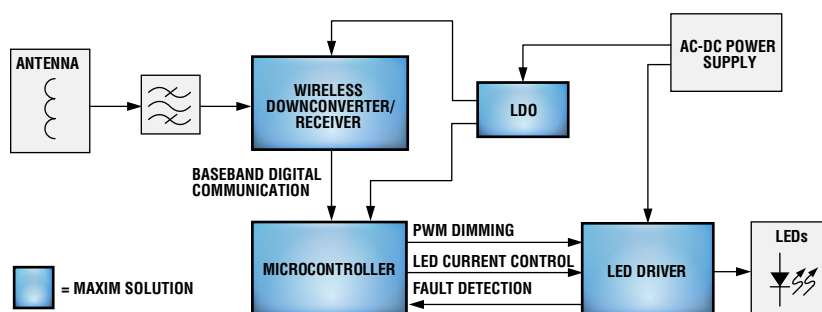 ANTENNA
WIRELESS
DOWNCONVERTER/
RECEIVER
LDO
AC-DC POWER
SUPPLY
BASEBAND DIGITAL
COMMUNICATION
MICROCONTROLLER
PWM DIMMING
LED CURRENT CONTROL
FAULT DETECTION
LED DRIVER
LEDs
= MAXIM SOLUTION